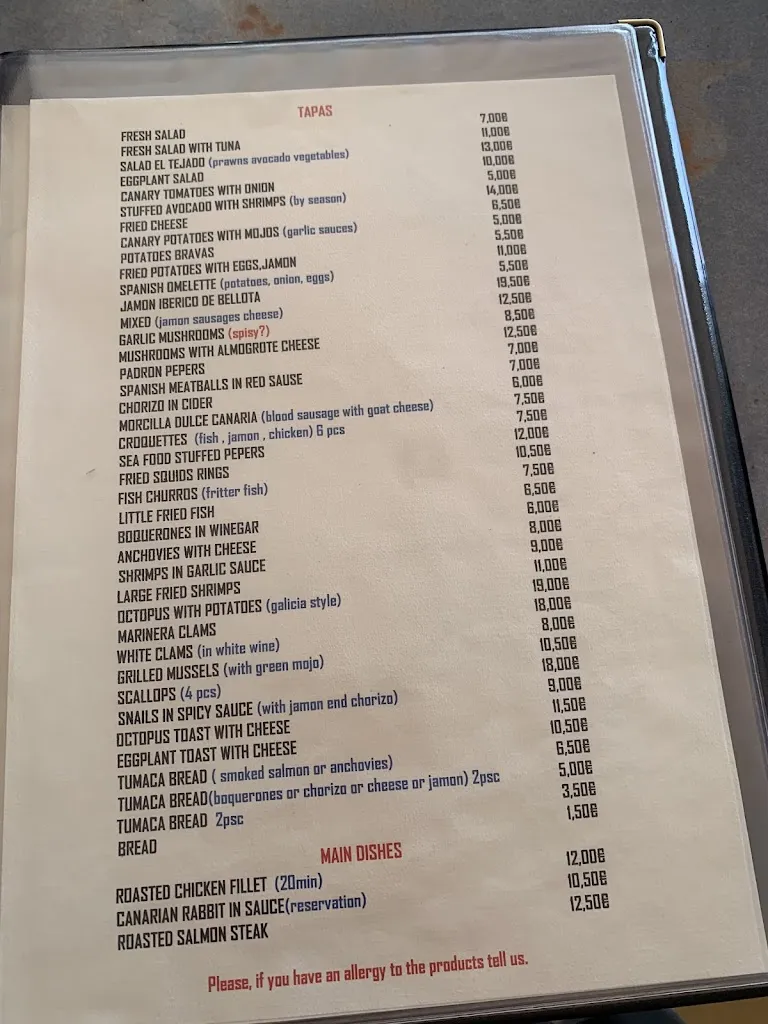 TAPAS
FRESH SALAD 7,00€
FRESH SALAD WITH TUNA 11,00€
SALAD EL TEJADO (prawns avocado vegetables) 13,00€
EGGPLANT SALAD 10,00€
CANARY TOMATOES WITH ONION 5,00€
STUFFED AVOCADO WITH SHRIMPS (by season) 14,00€
FRIED CHEESE 6,50€
CANARY POTATOES WITH MOJOS (garlic sauces) 5,00€
POTATOES BRAVAS 5,50€
FRIED POTATOES WITH EGGS,JAMON 11,00€
SPANISH OMELETTE (potatoes, onion, eggs) 5,50€
JAMON IBERICO DE BELLOTA 19,50€
MIXED (jamon sausages cheese) 12,50€
GARLIC MUSHROOMS (spisy?) 8,50€
MUSHROOMS WITH ALMOGROTE CHEESE 12,50€
PADRON PEPERS 7,00€
SPANISH MEATBALLS IN RED SAUSE 7,00€
CHORIZO IN CIDER 6,00€
MORCILLA DULCE CANARIA (blood sausage with goat cheese) 7,50€
CROQUETTES (fish , jamon , chicken) 6 pcs 7,50€
SEA FOOD STUFFED PEPERS 12,00€
FRIED SQUIDS RINGS 10,50€
FISH CHURROS (fritter fish) 7,50€
LITTLE FRIED FISH 6,50€
BOQUERONES IN WINEGAR 6,00€
ANCHOVIES WITH CHEESE 8,00€
SHRIMPS IN GARLIC SAUCE 9,00€
LARGE FRIED SHRIMPS 11,00€
OCTOPUS WITH POTATOES (galicia style) 19,00€
MARINERA CLAMS 18,00€
WHITE CLAMS (in white wine) 8,00€
GRILLED MUSSELS (with green mojo) 10,50€
SCALLOPS (4 pcs) 18,00€
SNAILS IN SPICY SAUCE (with jamon end chorizo) 9,00€
OCTOPUS TOAST WITH CHEESE 11,50€
EGGPLANT TOAST WITH CHEESE 10,50€
TUMACA BREAD ( smoked salmon or anchovies) 6,50€
TUMACA BREAD(boquerones or chorizo or cheese or jamon) 2psc 5,00€
TUMACA BREAD 2psc 3,50€
BREAD 1,50€
MAIN DISHES
ROASTED CHICKEN FILLET (20min) 12,00€
CANARIAN RABBIT IN SAUCE(reservation) 10,50€
ROASTED SALMON STEAK 12,50€
Please, if you have an allergy to the products tell us.